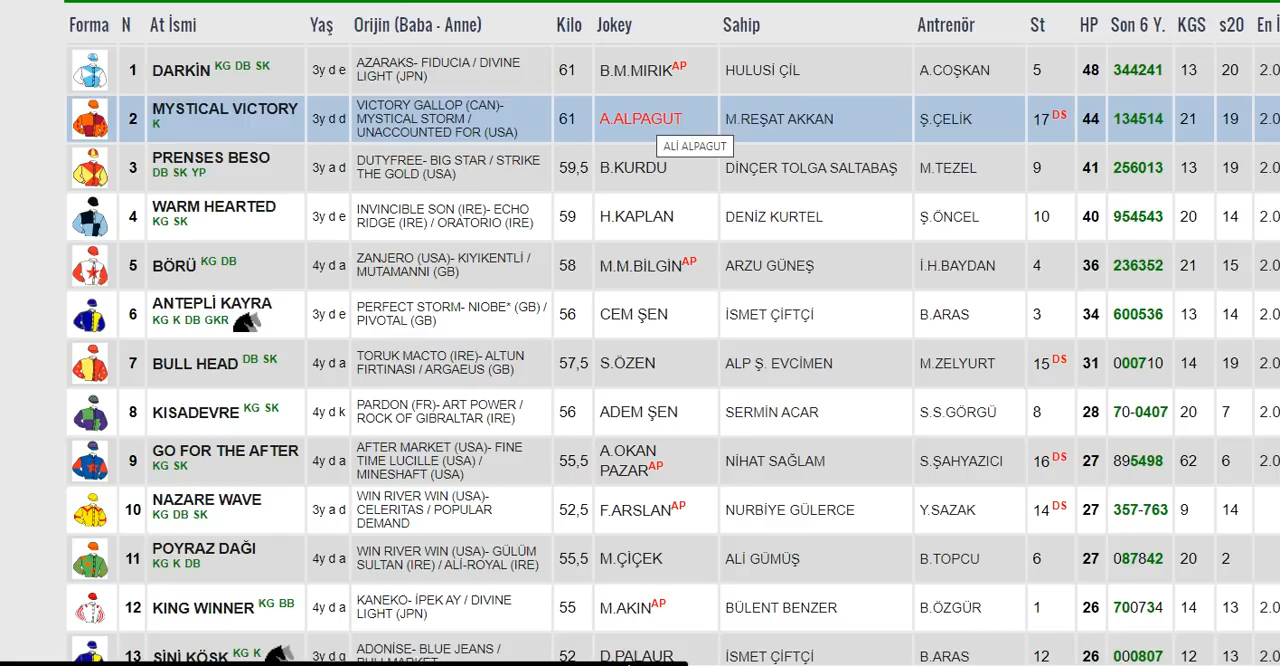 Forma N At İsmi Yaş Orijin (Baba - Anne) Kilo Jokey Sahip Antrenör St HP Son 6 Y. KGS s20 En İ
1 DARKİN KG DB SK 3y d e AZARAKS- FIDUCIA / DIVINE LIGHT (JPN) 61 B.M.MIRIK AP HULUSİ ÇİL A.COŞKAN 5 48 344241 13 20 2.0
2 MYSTICAL VICTORY K 3y d d VICTORY GALLOP (CAN)- MYSTICAL STORM / UNACCOUNTED FOR (USA) 61 A.ALPAGUT M.REŞAT AKKAN Ş.ÇELİK 17 DS 44 134514 21 19 2.0
ALİ ALPAGUT
3 PRENSES BESO DB SK YP 3y a d DUTYFREE- BIG STAR / STRIKE THE GOLD (USA) 59,5 B.KURDU DİNÇER TOLGA SALTABAŞ M.TEZEL 9 41 256013 13 19 2.0
4 WARM HEARTED KG SK 3y d e INVINCIBLE SON (IRE)- ECHO RIDGE (IRE) / ORATORIO (IRE) 59 H.KAPLAN DENİZ KURTEL Ş.ÖNCEL 10 40 954543 20 14 2.0
5 BÖRÜ KG DB 4y d a ZANJERO (USA)- KIYIKENTLİ / MUTAMANNI (GB) 58 M.M.BİLGİN AP ARZU GÜNEŞ İ.H.BAYDAN 4 36 236352 21 15 2.0
6 ANTEPLİ KAYRA KG K DB GKR 3y d e PERFECT STORM- NIOBE* (GB) / PIVOTAL (GB) 56 CEM ŞEN İSMET ÇİFTÇİ B.ARAS 3 34 600536 13 14 2.0
7 BULL HEAD DB SK 4y d a TORUK MACTO (IRE)- ALTUN FIRTINASI / ARGAEUS (GB) 57,5 S.ÖZEN ALP Ş. EVCİMEN M.ZELYURT 15 DS 31 000710 14 19 2.0
8 KISADEVRE KG SK 4y d k PARDON (FR)- ART POWER / ROCK OF GIBRALTAR (IRE) 56 ADEM ŞEN SERMİN ACAR S.S.GÖRGÜ 8 28 70-0407 20 7 2.0
9 GO FOR THE AFTER KG SK 4y d a AFTER MARKET (USA)- FINE TIME LUCILLE (USA) / MINESHAFT (USA) 55,5 A.OKAN PAZAR AP NİHAT SAĞLAM S.ŞAHYAZICI 16 DS 27 895498 62 6 2.0
10 NAZARE WAVE KG DB SK 3y a d WIN RIVER WIN (USA)- CELERITAS / POPULAR DEMAND 52,5 F.ARSLAN AP NURBİYE GÜLERCE Y.SAZAK 14 DS 27 357-763 9 14
11 POYRAZ DAĞI KG K DB 4y d a WIN RIVER WIN (USA)- GÜLÜM SULTAN (IRE) / ALİ-ROYAL (IRE) 55,5 M.ÇİÇEK ALİ GÜMÜŞ B.TOPCU 6 27 087842 20 2
12 KING WINNER KG BB 4y d a KANEKO- İPEK AY / DIVINE LIGHT (JPN) 55 M.AKIN AP BÜLENT BENZER B.ÖZGÜR 1 26 700734 14 13 2.0
13 SİNİ KÖSK KG K 3y d g ADONİSE- BLUE JEANS / BULL MARKET 52 D.PALAUR İSMET ÇİFTÇİ B.ARAS 12 26 000807 12 13 2.0